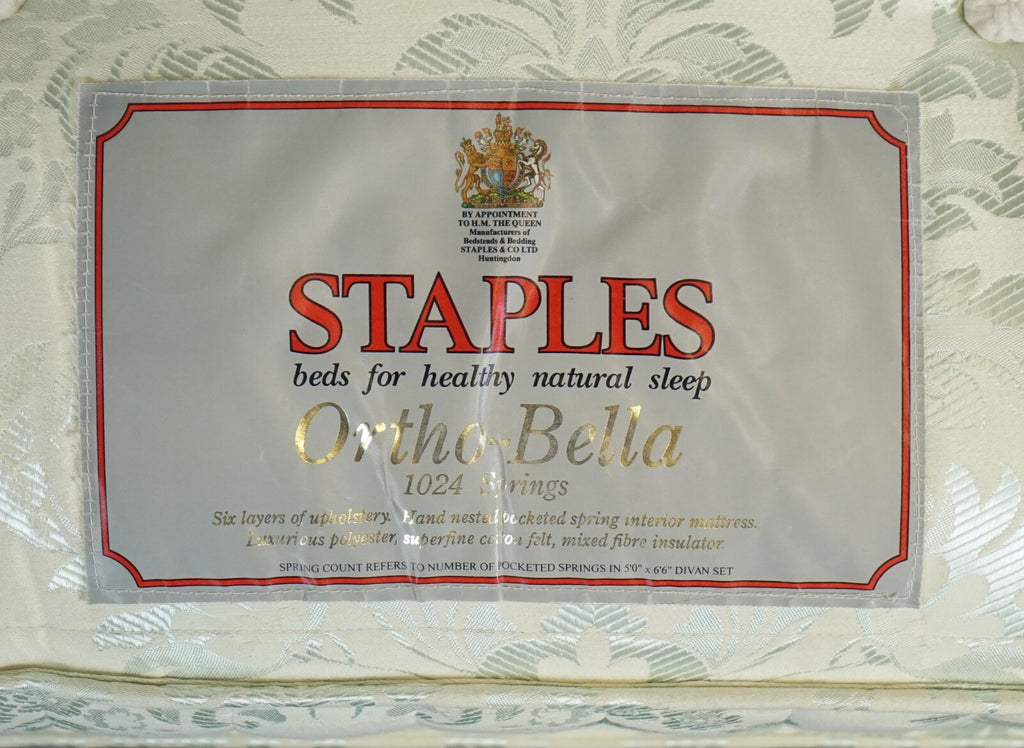 BY APPOINTMENT
TO H.M. THE QUEEN
Manufacturers of
Bedsteads & Bedding
STAPLES & CO LTD
Huntingdon
STAPLES
beds for healthy natural sleep
Ortho-Bella
1024 Springs
Six layers of upholstery. Hand nested pocketed spring interior mattress.
Luxurious polyester, superfine cotton felt, mixed fibre insulator.
SPRING COUNT REFERS TO NUMBER OF POCKETED SPRINGS IN 5'0" x 6'6" DIVAN SET